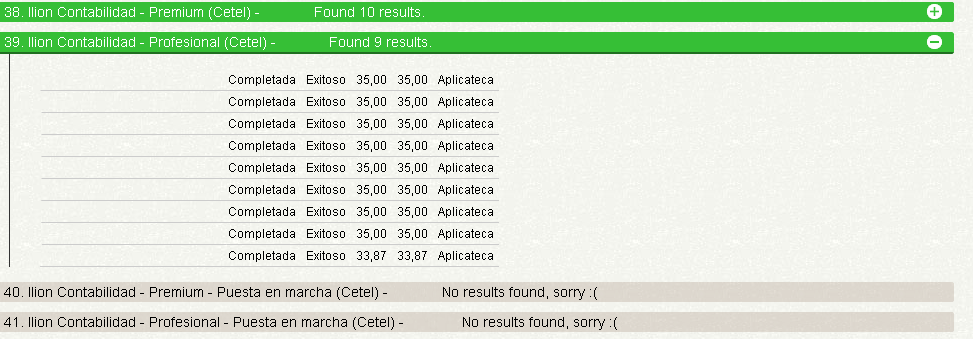 38. Ilion Contabilidad - Premium (Cetel) - Found 10 results.
39. Ilion Contabilidad - Profesional (Cetel) - Found 9 results.
Completada Exitoso 35,00 35,00 Aplicateca
Completada Exitoso 35,00 35,00 Aplicateca
Completada Exitoso 35,00 35,00 Aplicateca
Completada Exitoso 35,00 35,00 Aplicateca
Completada Exitoso 35,00 35,00 Aplicateca
Completada Exitoso 35,00 35,00 Aplicateca
Completada Exitoso 35,00 35,00 Aplicateca
Completada Exitoso 35,00 35,00 Aplicateca
Completada Exitoso 33,87 33,87 Aplicateca
40. Ilion Contabilidad - Premium - Puesta en marcha (Cetel) - No results found, sorry :(
41. Ilion Contabilidad - Profesional - Puesta en marcha (Cetel) - No results found, sorry :(